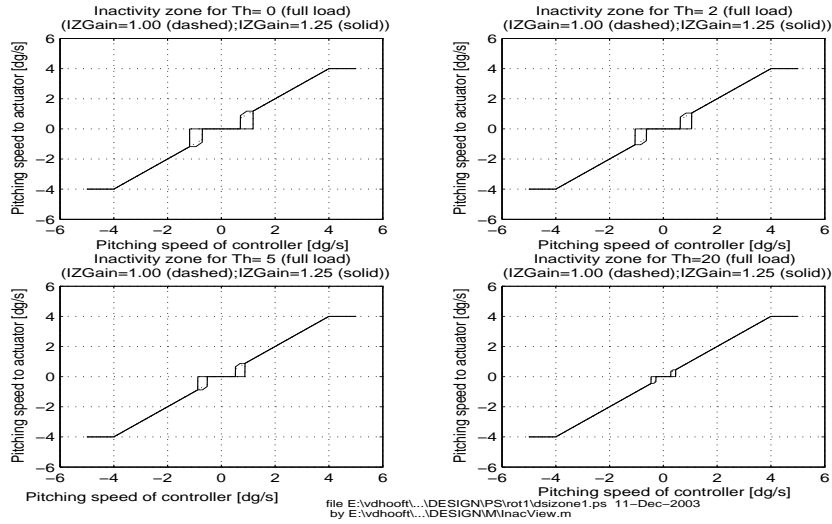 Inactivity zone for Th= 0 (full load)
(IZGain=1.00 (dashed);IZGain=1.25 (solid))
6
4
2
0
−2
−4
−6
−6 −4 −2 0 2 4 6
Pitching speed to actuator [dg/s]
Pitching speed of controller [dg/s]
Inactivity zone for Th= 2 (full load)
(IZGain=1.00 (dashed);IZGain=1.25 (solid))
6
4
2
0
−2
−4
−6
−6 −4 −2 0 2 4 6
Pitching speed to actuator [dg/s]
Pitching speed of controller [dg/s]
Inactivity zone for Th= 5 (full load)
(IZGain=1.00 (dashed);IZGain=1.25 (solid))
6
4
2
0
−2
−4
−6
−6 −4 −2 0 2 4 6
Pitching speed to actuator [dg/s]
Pitching speed of controller [dg/s]
Inactivity zone for Th=20 (full load)
(IZGain=1.00 (dashed);IZGain=1.25 (solid))
6
4
2
0
−2
−4
−6
−6 −4 −2 0 2 4 6
Pitching speed to actuator [dg/s]
Pitching speed of controller [dg/s]
file E:\vdhooft\...\DESIGN\PS\rot1\dsizone1.ps 11−Dec−2003
by E:\vdhooft\...\DESIGN\M\InacView.m